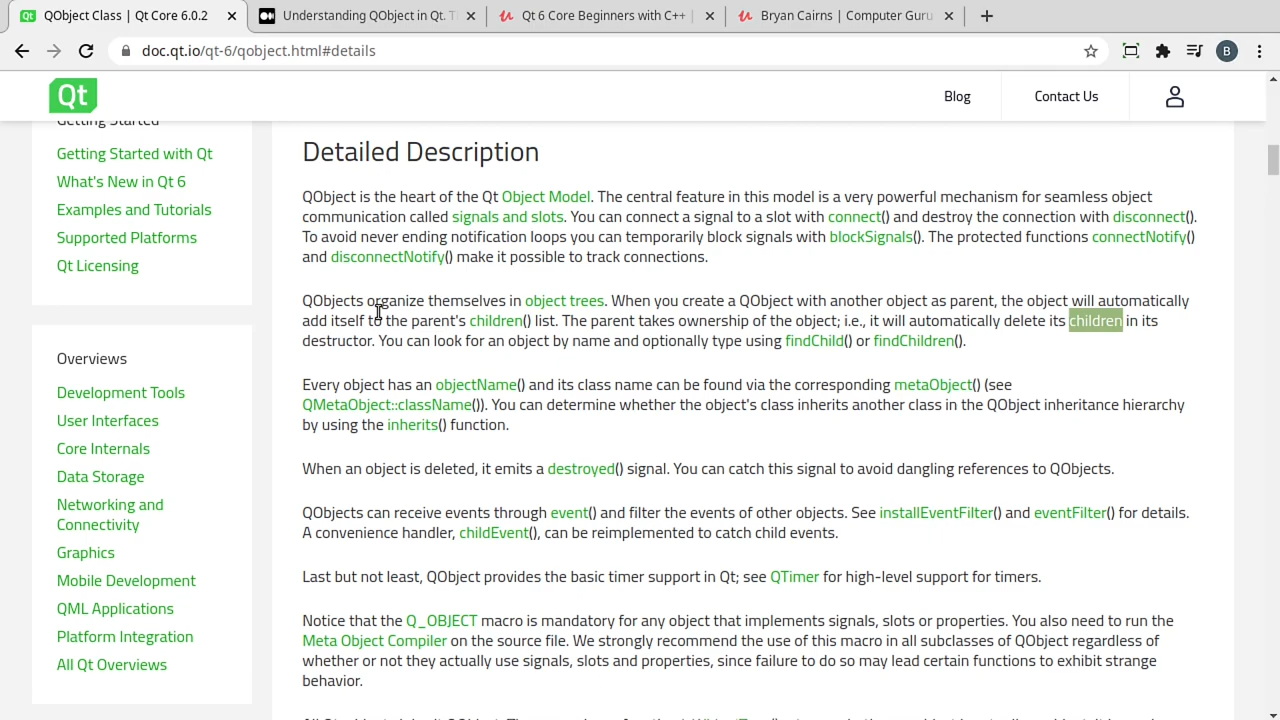 QObject Class | Qt Core 6.0.2
Understanding QObject in Qt. T
Qt 6 Core Beginners with C++ |
Bryan Cairns | Computer Guru
doc.qt.io/qt-6/qobject.html#details
B
Qt
Blog
Contact Us
Getting Started
Getting Started with Qt
What's New in Qt 6
Examples and Tutorials
Supported Platforms
Qt Licensing
Overviews
Development Tools
User Interfaces
Core Internals
Data Storage
Networking and
Connectivity
Graphics
Mobile Development
QML Applications
Platform Integration
All Qt Overviews
Detailed Description
QObject is the heart of the Qt Object Model. The central feature in this model is a very powerful mechanism for seamless object
communication called signals and slots. You can connect a signal to a slot with connect() and destroy the connection with disconnect().
To avoid never ending notification loops you can temporarily block signals with blockSignals(). The protected functions connectNotify()
and disconnectNotify() make it possible to track connections.
QObjects organize themselves in object trees. When you create a QObject with another object as parent, the object will automatically
add itself to the parent's children() list. The parent takes ownership of the object; i.e., it will automatically delete its children in its
destructor. You can look for an object by name and optionally type using findChild() or findChildren().
Every object has an objectName() and its class name can be found via the corresponding metaObject() (see
QMetaObject::className()). You can determine whether the object's class inherits another class in the QObject inheritance hierarchy
by using the inherits() function.
When an object is deleted, it emits a destroyed() signal. You can catch this signal to avoid dangling references to QObjects.
QObjects can receive events through event() and filter the events of other objects. See installEventFilter() and eventFilter() for details.
A convenience handler, childEvent(), can be reimplemented to catch child events.
Last but not least, QObject provides the basic timer support in Qt; see QTimer for high-level support for timers.
Notice that the Q_OBJECT macro is mandatory for any object that implements signals, slots or properties. You also need to run the
Meta Object Compiler on the source file. We strongly recommend the use of this macro in all subclasses of QObject regardless of
whether or not they actually use signals, slots and properties, since failure to do so may lead certain functions to exhibit strange
behavior.